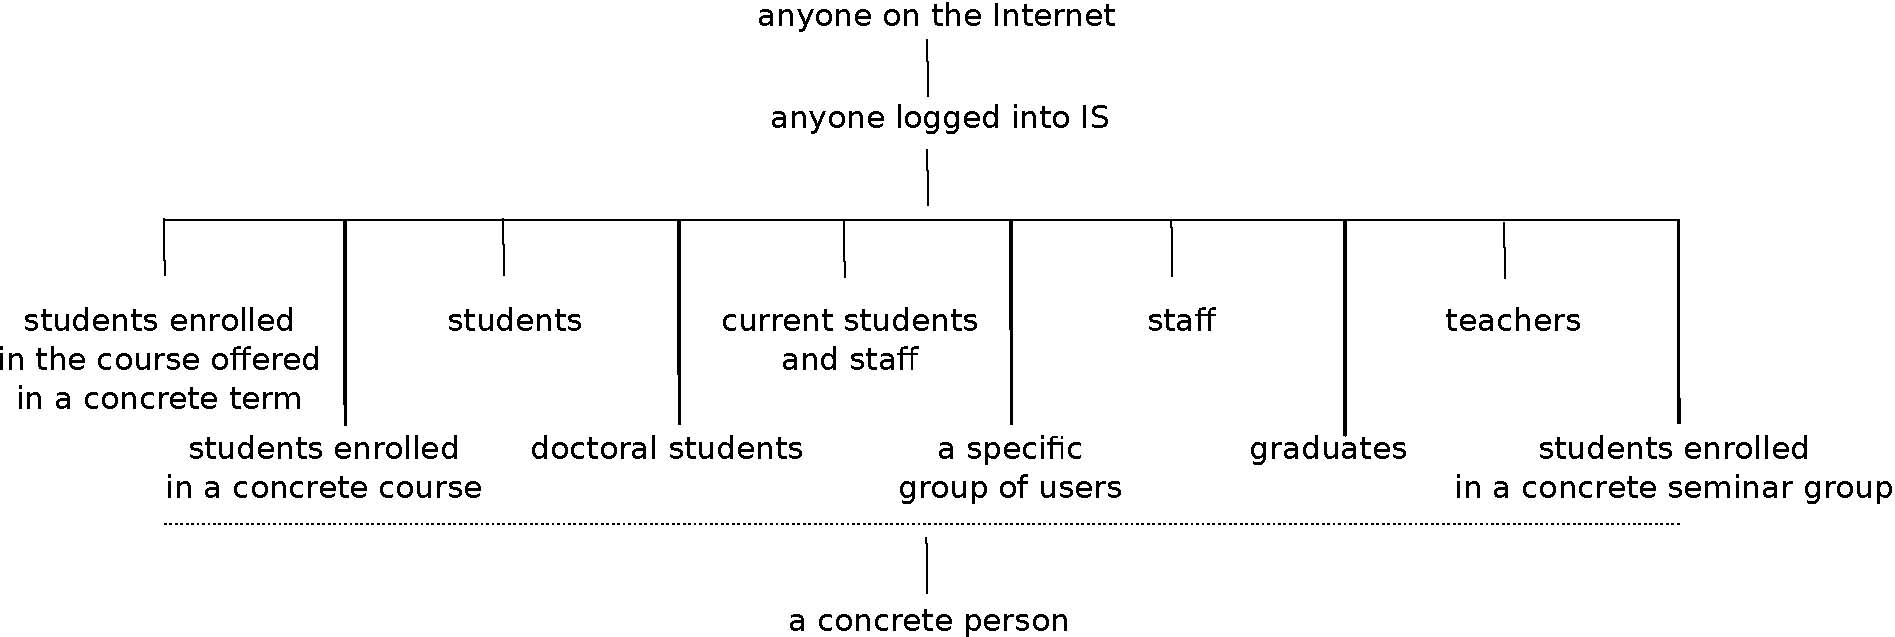 anyone on the Internet
anyone logged into IS
students enrolled
in the course offered
in a concrete term
students
current students
and staff
staff
teachers
students enrolled
in a concrete course
doctoral students
a specific
group of users
graduates
students enrolled
in a concrete seminar group
a concrete person